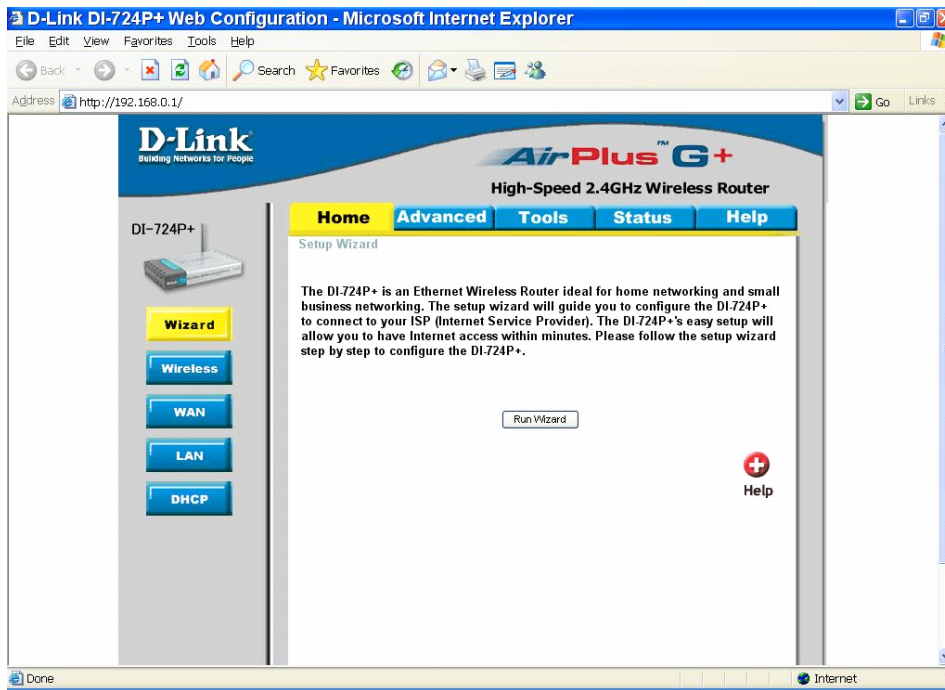 D-Link DI-724P+ Web Configuration - Microsoft Internet Explorer
File Edit View Favorites Tools Help
Back Search Favorites
Address http://192.168.0.1/ Go Links
D-Link
Building Networks for People
AirPlus™ G+
High-Speed 2.4GHz Wireless Router
Home Advanced Tools Status Help
DI-724P+
Setup Wizard
The DI-724P+ is an Ethernet Wireless Router ideal for home networking and small
business networking. The setup wizard will guide you to configure the DI-724P+
to connect to your ISP (Internet Service Provider). The DI-724P+'s easy setup will
allow you to have Internet access within minutes. Please follow the setup wizard
step by step to configure the DI-724P+.
Wizard
Wireless
WAN
LAN
DHCP
Run Wizard
Help
Done Internet